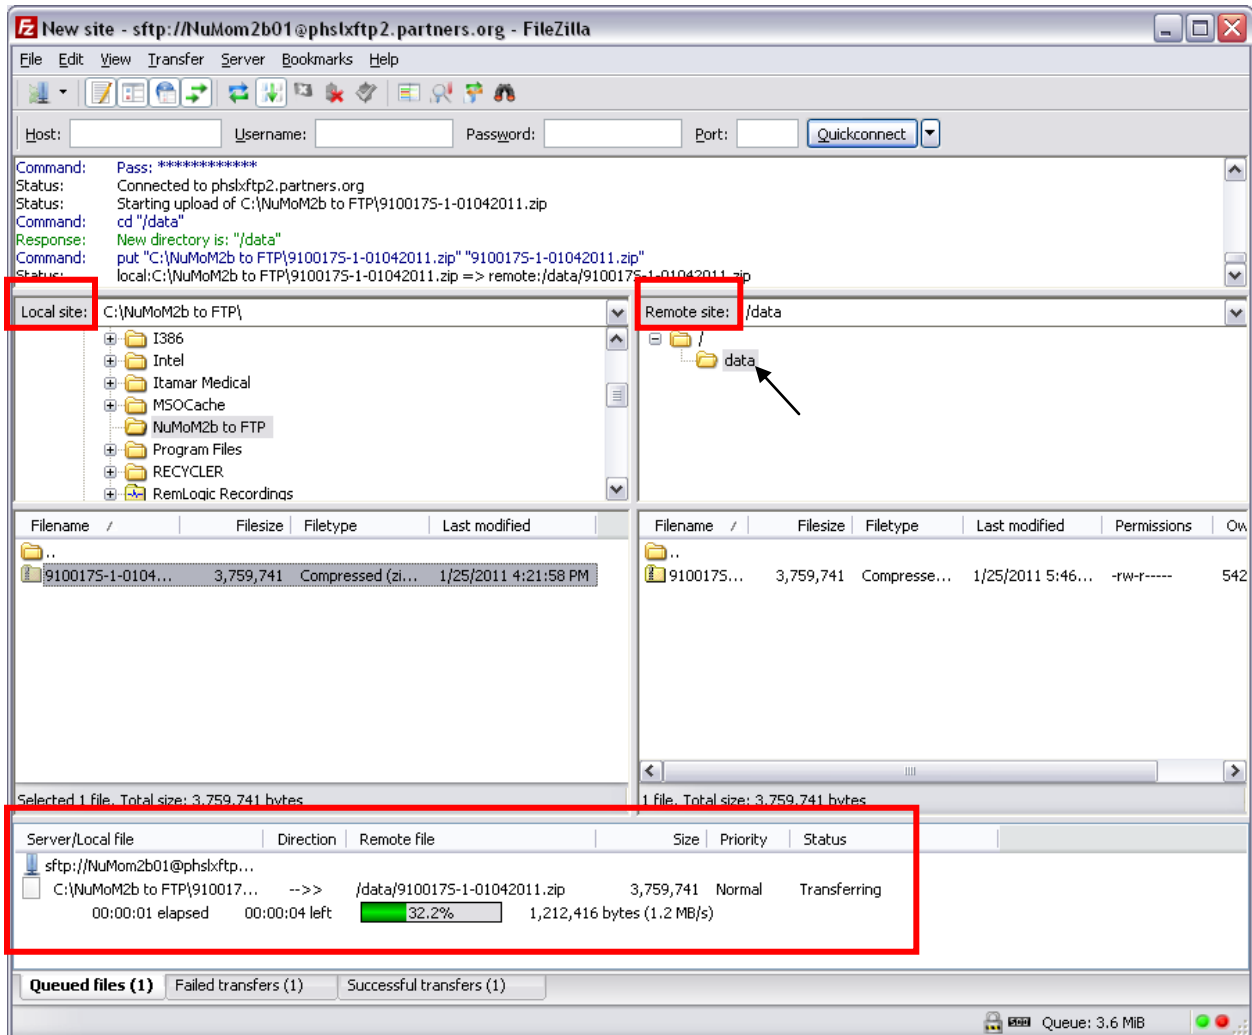 New site - sftp://NuMom2b01@phslxftp2.partners.org - FileZilla
File Edit View Transfer Server Bookmarks Help
Host: Username: Password: Port: Quickconnect
Command: Pass: ************
Status: Connected to phslxftp2.partners.org
Status: Starting upload of C:\NuMoM2b to FTP\910017S-1-01042011.zip
Command: cd "/data"
Response: New directory is: "/data"
Command: put "C:\NuMoM2b to FTP\910017S-1-01042011.zip" "910017S-1-01042011.zip"
Status: local:C:\NuMoM2b to FTP\910017S-1-01042011.zip => remote:/data/910017S-1-01042011.zip
Local site: C:\NuMoM2b to FTP\
I386
Intel
Itamar Medical
MSOCache
NuMoM2b to FTP
Program Files
RECYCLER
RemLogic Recordings
Remote site: /data
/
data
Filename / Filesize Filetype Last modified
..
910017S-1-0104... 3,759,741 Compressed (zi... 1/25/2011 4:21:58 PM
Selected 1 file. Total size: 3,759,741 bytes
Filename / Filesize Filetype Last modified Permissions Ow
..
910017S... 3,759,741 Compresse... 1/25/2011 5:46... -rw-r----- 542
1 file. Total size: 3,759,741 bytes
Server/Local file Direction Remote file Size Priority Status
sftp://NuMom2b01@phslxftp...
C:\NuMoM2b to FTP\910017... -->> /data/910017S-1-01042011.zip 3,759,741 Normal Transferring
00:00:01 elapsed 00:00:04 left 32.2% 1,212,416 bytes (1.2 MB/s)
Queued files (1) Failed transfers (1) Successful transfers (1)
Queue: 3.6 MiB